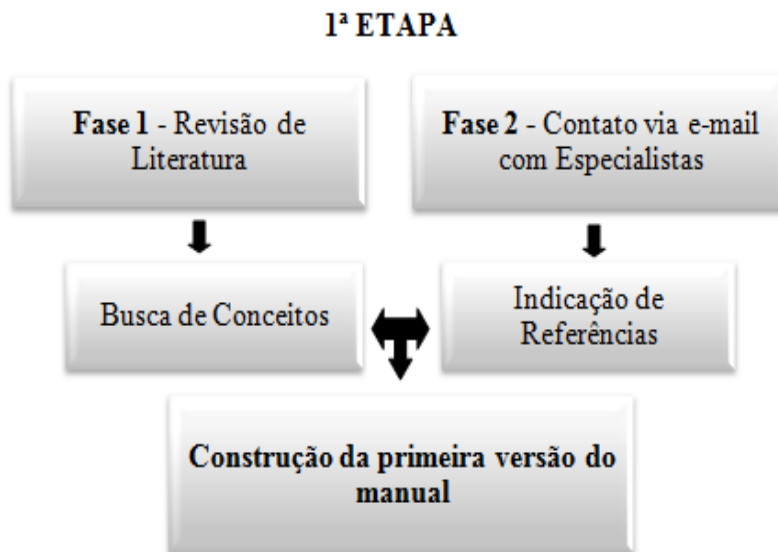 1ª ETAPA
Fase 1 - Revisão de
Literatura
Fase 2 - Contato via e-mail
com Especialistas
Busca de Conceitos
Indicação de
Referências
Construção da primeira versão do
manual